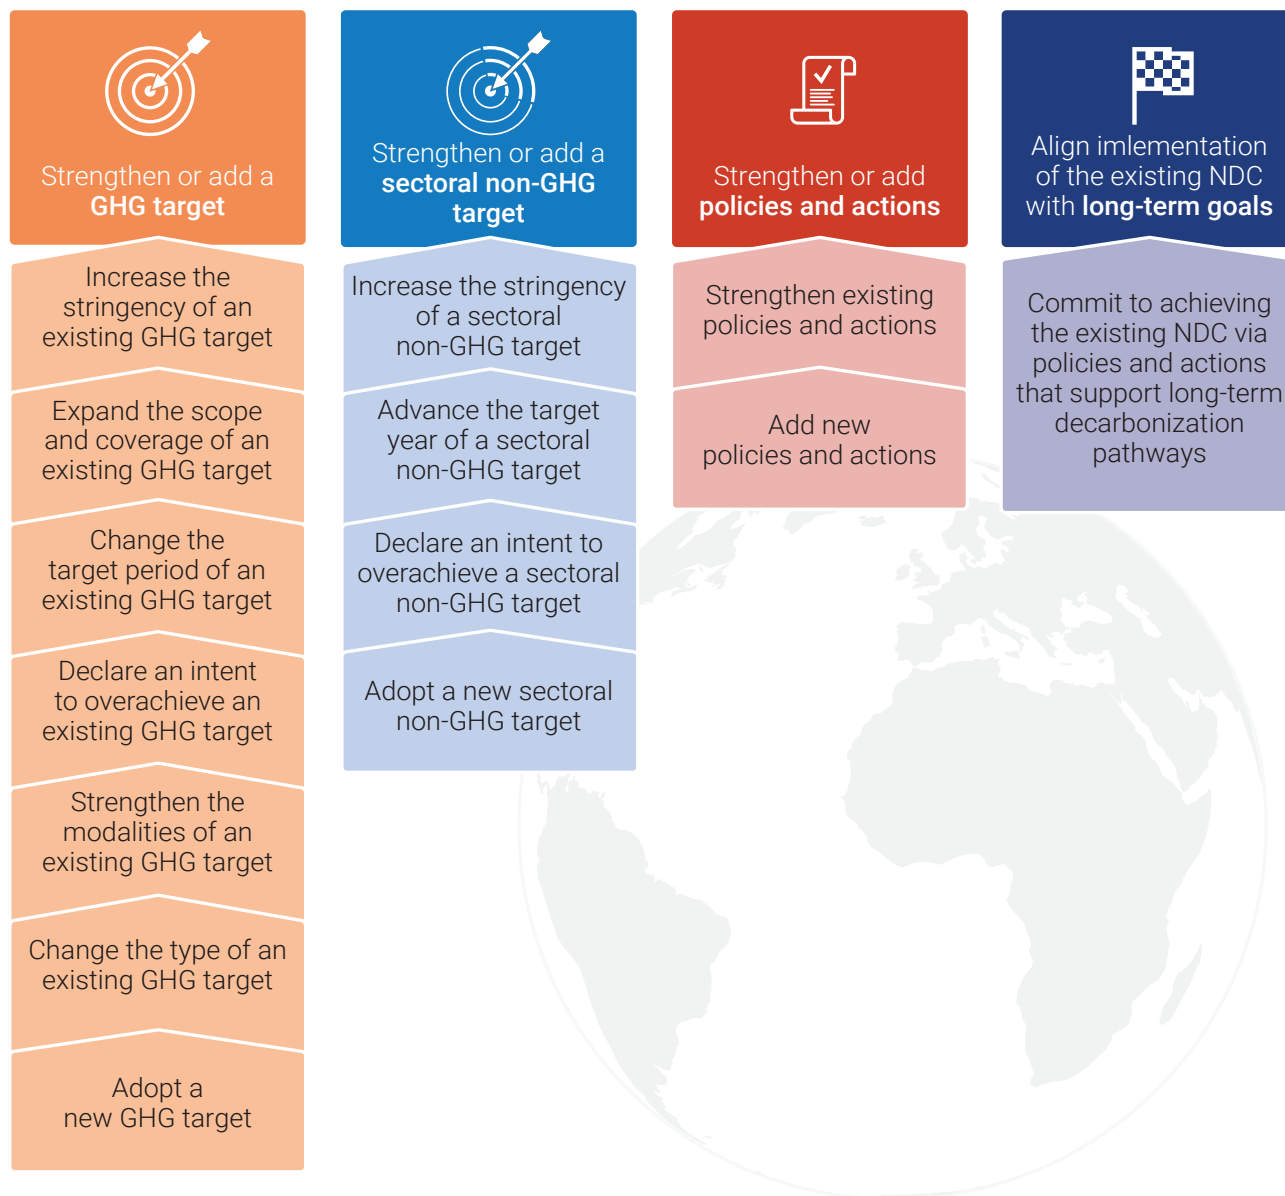 Strengthen or add a
GHG target
Increase the
stringency of an
existing GHG target
Expand the scope
and coverage of an
existing GHG target
Change the
target period of an
existing GHG target
Declare an intent
to overachieve an
existing GHG target
Strengthen the
modalities of an
existing GHG target
Change the type of an
existing GHG target
Adopt a
new GHG target
Strengthen or add a
sectoral non-GHG
target
Increase the stringency
of a sectoral
non-GHG target
Advance the target
year of a sectoral
non-GHG target
Declare an intent to
overachieve a sectoral
non-GHG target
Adopt a new sectoral
non-GHG target
Strengthen or add
policies and actions
Strengthen existing
policies and actions
Add new
policies and actions
Align imlementation
of the existing NDC
with long-term goals
Commit to achieving
the existing NDC via
policies and actions
that support long-term
decarbonization
pathways